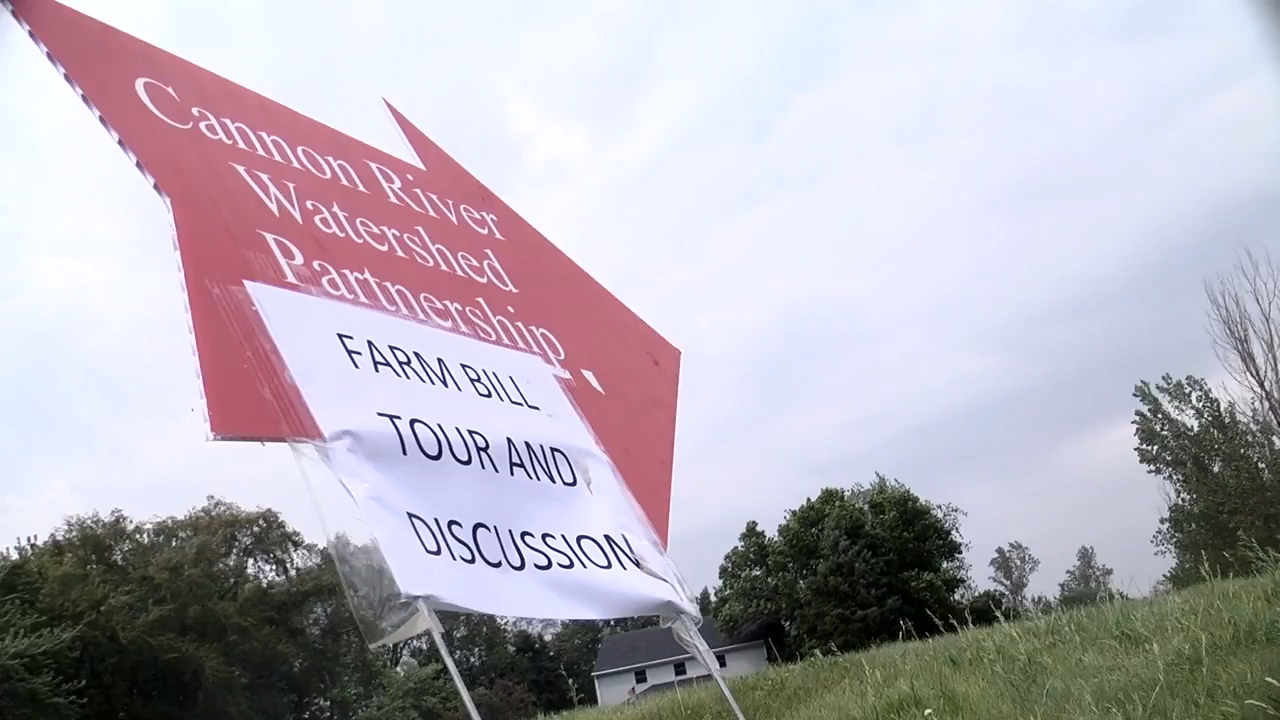 Cannon River
Watershed
Partnership
FARM BILL
TOUR AND
DISCUSSION